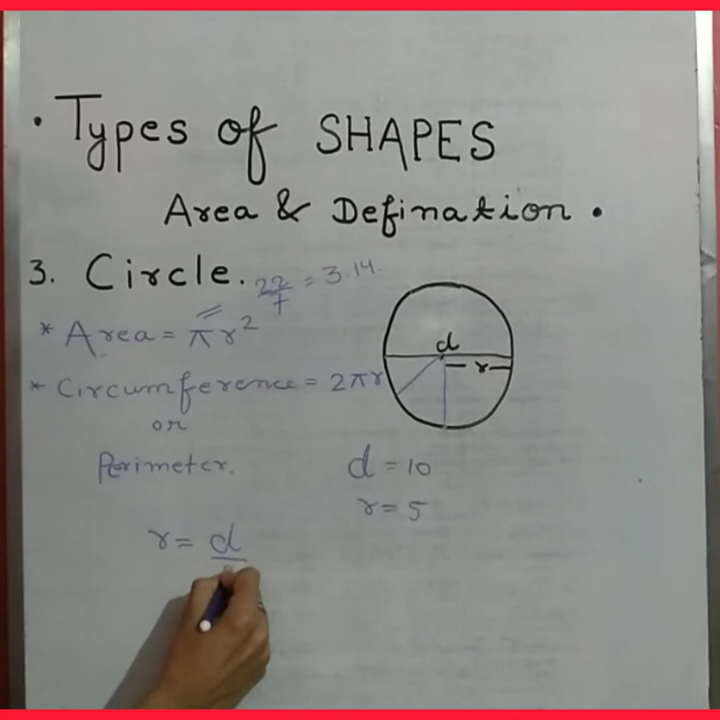 • Types of SHAPES
Area & Defination.
3. Circle. 22/7 = 3.14.
* Area = πr²
d
r
* Circumference = 2πr
or
Perimeter.
d = 10
r = 5
r = d